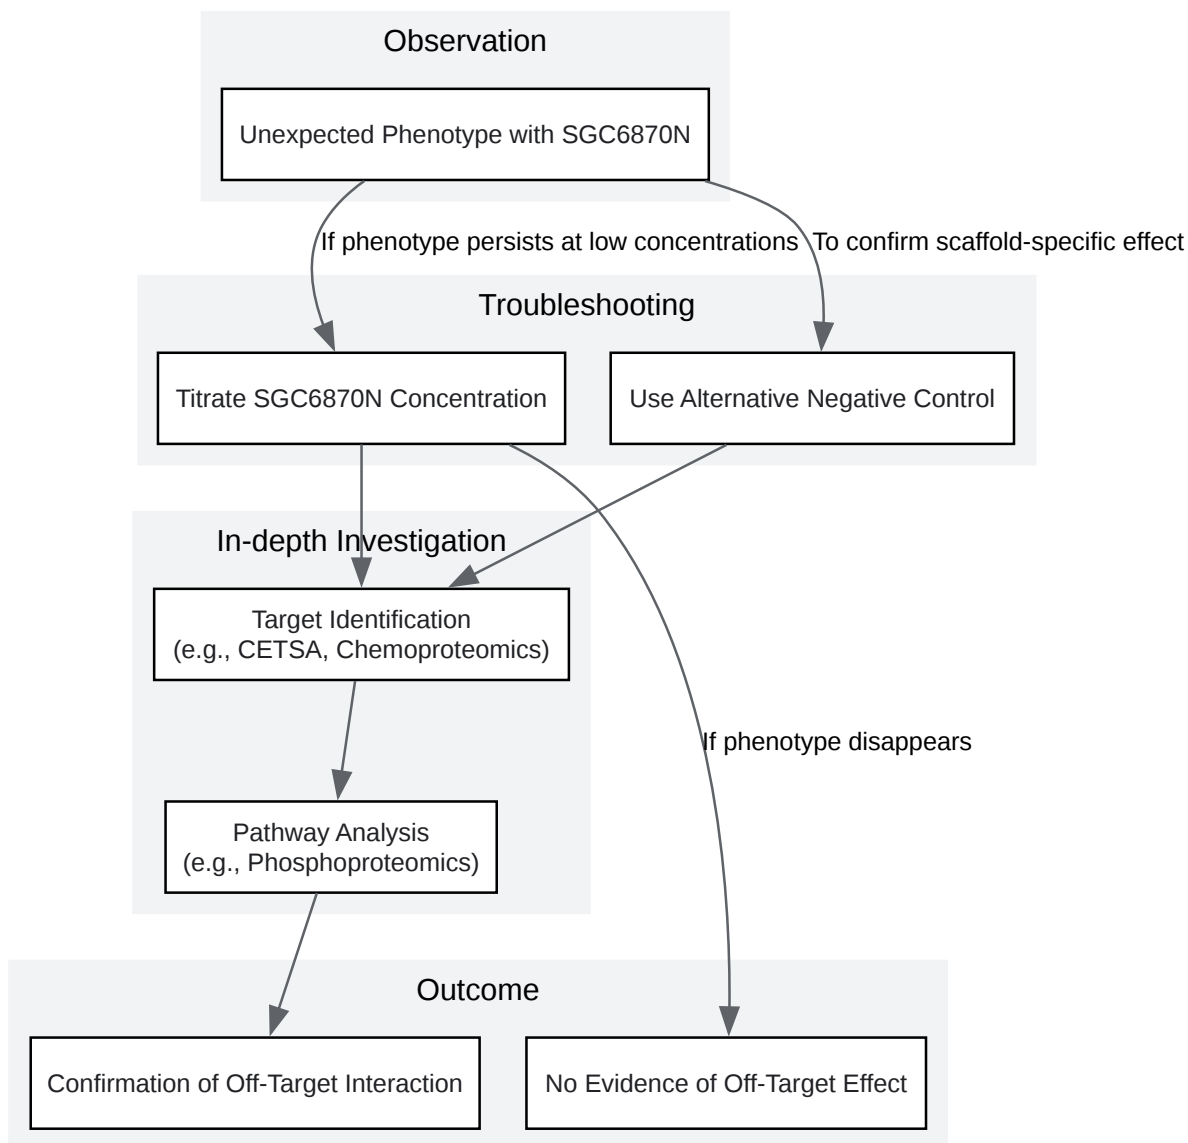 Observation
Unexpected Phenotype with SGC6870N
If phenotype persists at low concentrations
To confirm scaffold-specific effect
Troubleshooting
Titrate SGC6870N Concentration
Use Alternative Negative Control
In-depth Investigation
Target Identification
(e.g., CETSA, Chemoproteomics)
If phenotype disappears
Pathway Analysis
(e.g., Phosphoproteomics)
Outcome
Confirmation of Off-Target Interaction
No Evidence of Off-Target Effect